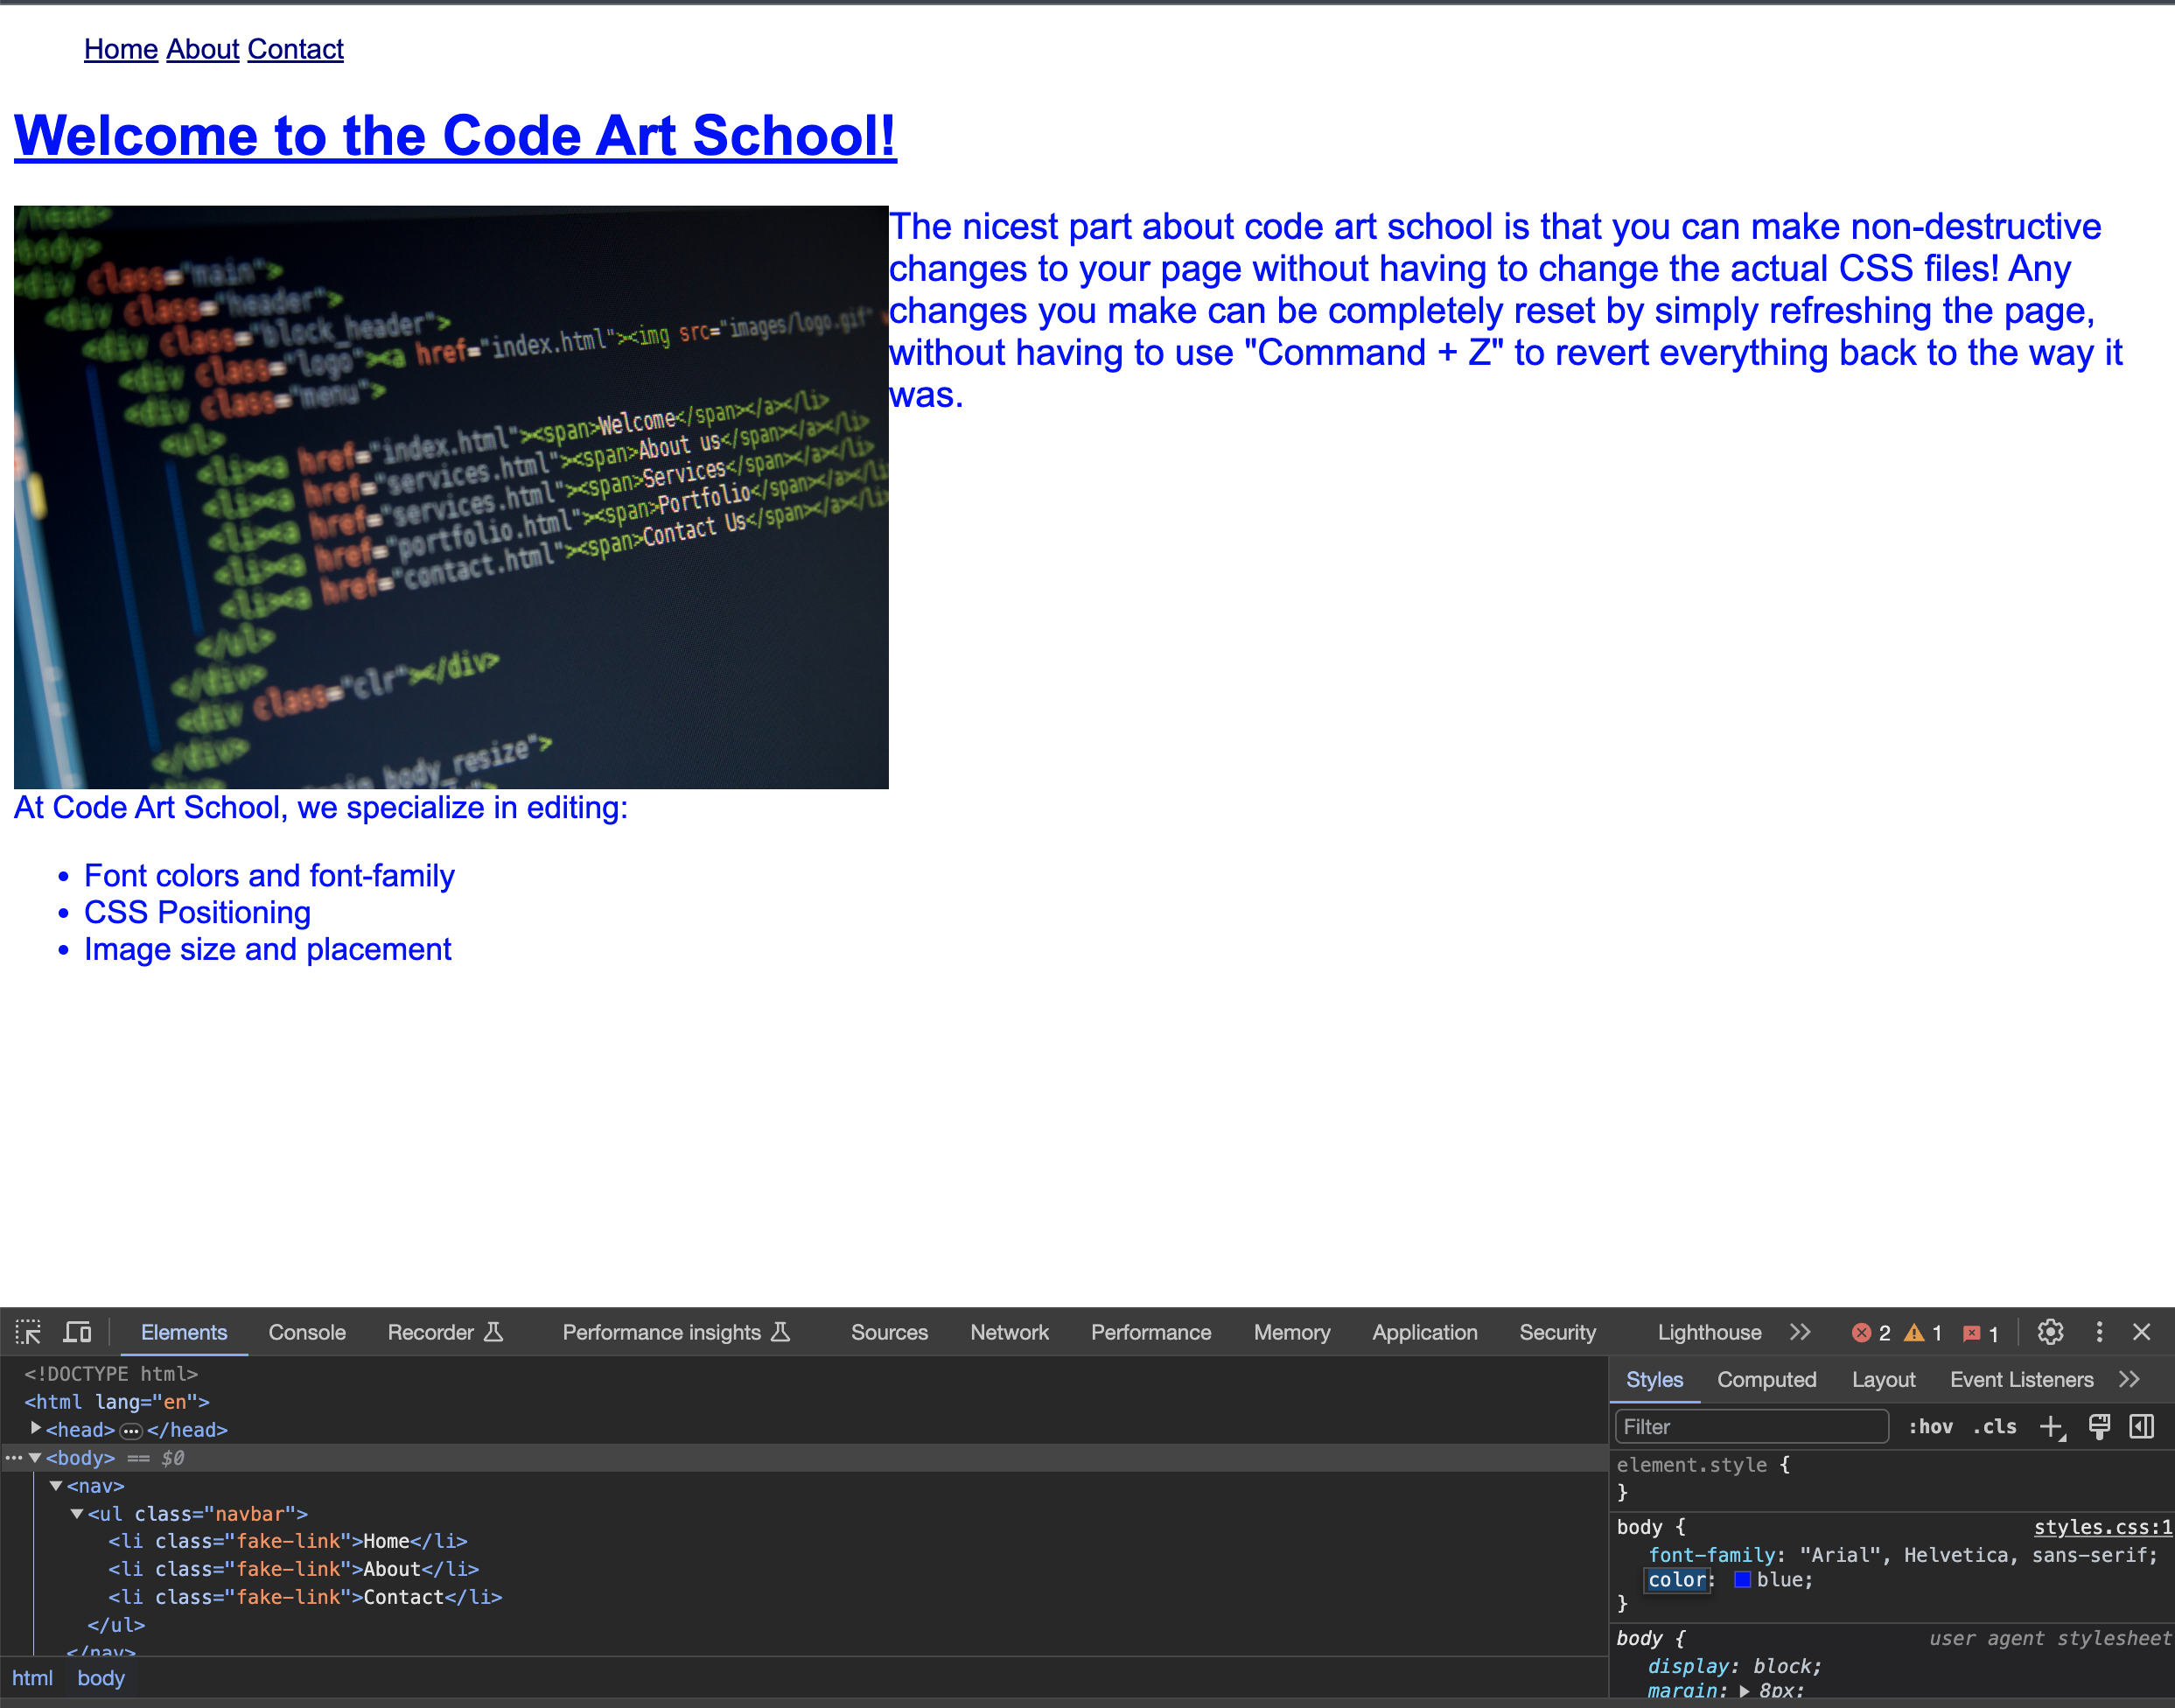 Home About Contact
Welcome to the Code Art School!
/head>
body>
div class="main">
<div class="header">
<div class="block_header">
<div class="logo"><a href="index.html"><img src="images/logo.gif"
<div class="menu">
<ul>
<li><a href="index.html"><span>Welcome</span></a></li>
<li><a href="services.html"><span>About us</span></a></li>
<li><a href="services.html"><span>Services</span></a></li>
<li><a href="portfolio.html"><span>Portfolio</span></a></li>
<li><a href="contact.html"><span>Contact Us</span></a></li>
</ul>
</div>
<div class="clr"></div>
</div>
body_resize">
The nicest part about code art school is that you can make non-destructive
changes to your page without having to change the actual CSS files! Any
changes you make can be completely reset by simply refreshing the page,
without having to use "Command + Z" to revert everything back to the way it
was.
At Code Art School, we specialize in editing:
• Font colors and font-family
• CSS Positioning
• Image size and placement
Elements Console Recorder Performance insights Sources Network Performance Memory Application Security Lighthouse 2 1 1
<!DOCTYPE html>
<html lang="en">
<head> ... </head>
... <body> == $0
<nav>
<ul class="navbar">
<li class="fake-link">Home</li>
<li class="fake-link">About</li>
<li class="fake-link">Contact</li>
</ul>
</nav>
html body
Styles Computed Layout Event Listeners
Filter :hov .cls
element.style {
}
body { styles.css:1
font-family: "Arial", Helvetica, sans-serif;
color: blue;
}
body { user agent stylesheet
display: block;
margin: 8px;